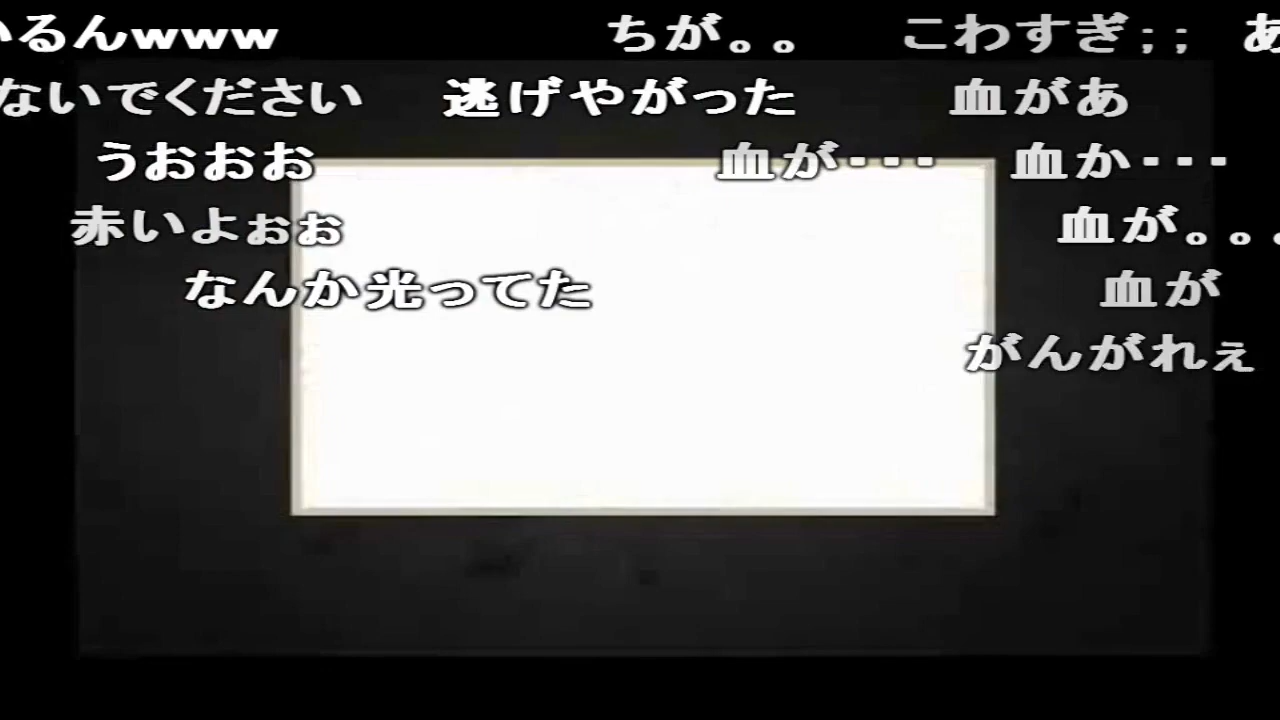 いるんwww ちが。。 こわすぎ;; あ
ないでください 逃げやがった 血があ
うおおお 血が・・・ 血か・・・
赤いよぉぉ 血が。。。
なんか光ってた 血が
がんがれぇ